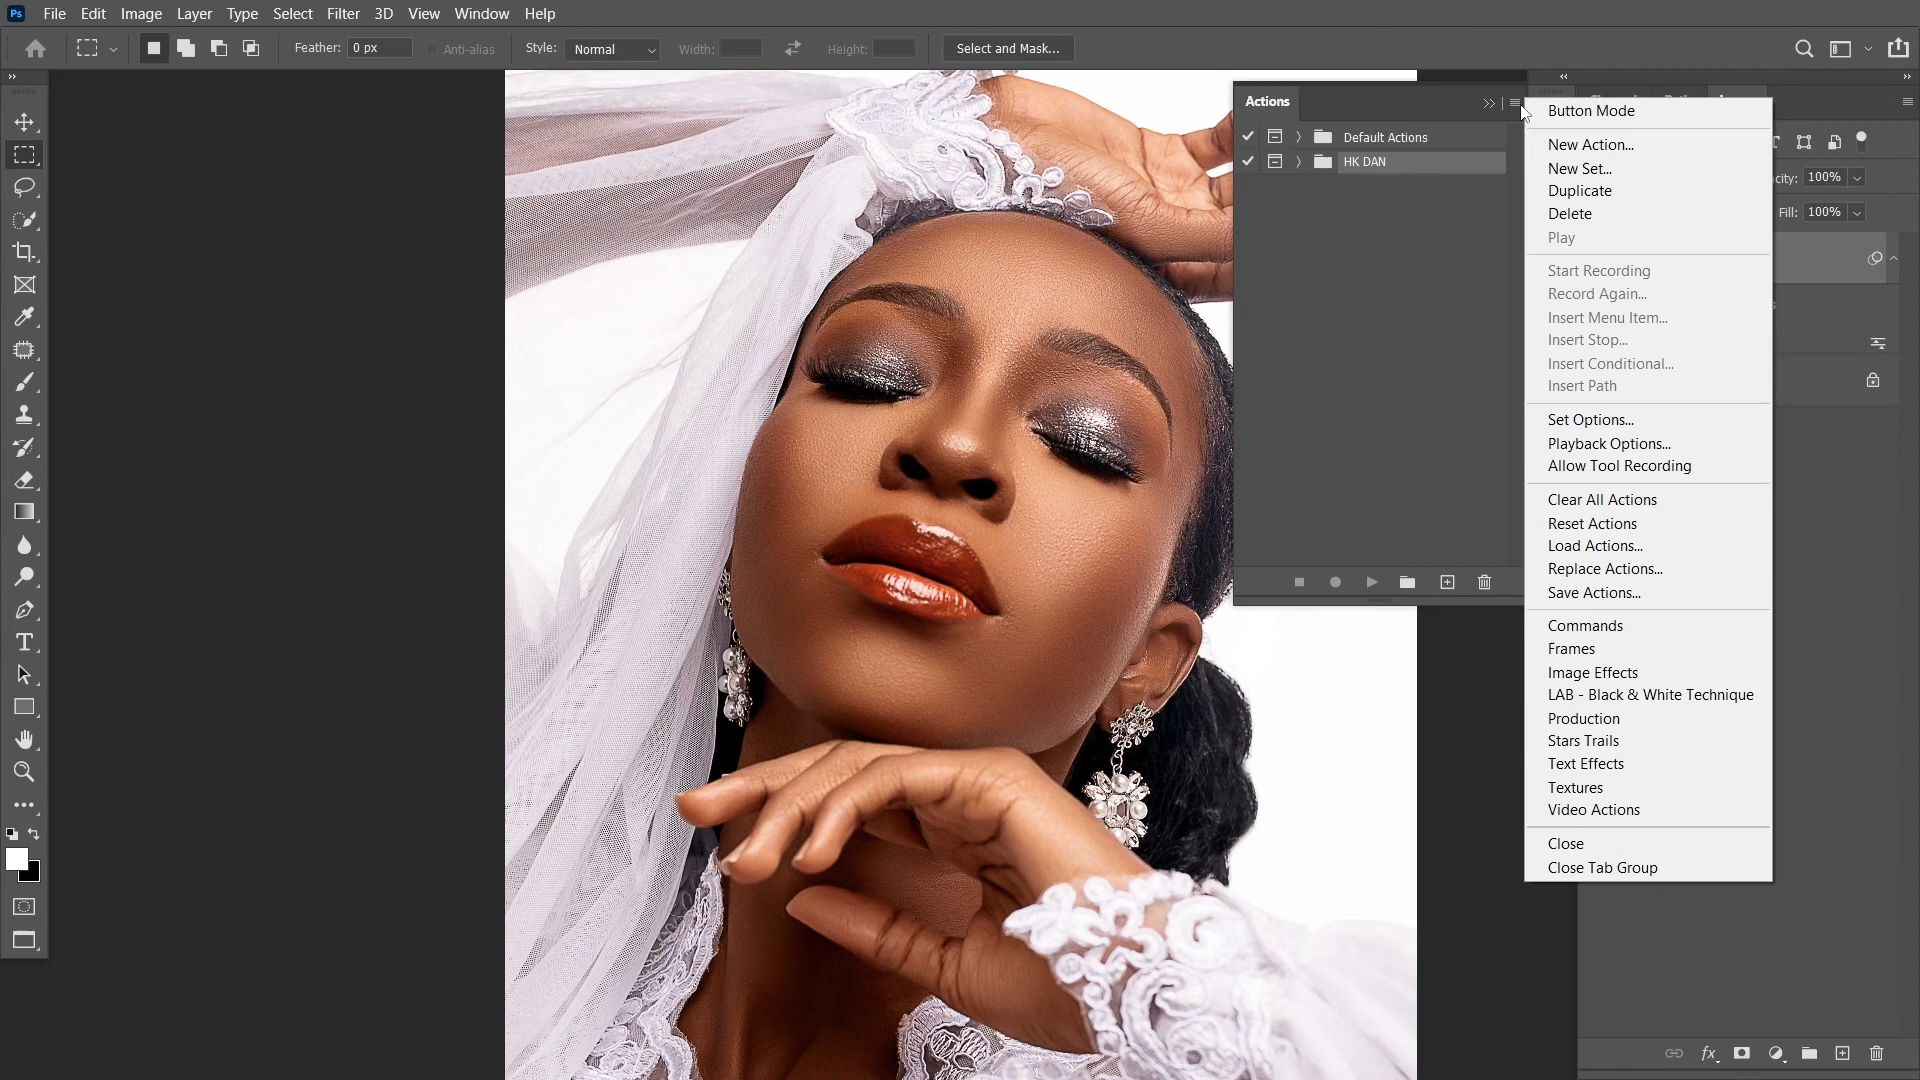 Ps File Edit Image Layer Type Select Filter 3D View Window Help
Feather: 0 px Anti-alias Style: Normal Width: Height: Select and Mask...
Actions
Default Actions
HK DAN
Button Mode
New Action...
New Set...
Duplicate
Delete
Play
Start Recording
Record Again...
Insert Menu Item...
Insert Stop...
Insert Conditional...
Insert Path
Set Options...
Playback Options...
Allow Tool Recording
Clear All Actions
Reset Actions
Load Actions...
Replace Actions...
Save Actions...
Commands
Frames
Image Effects
LAB - Black & White Technique
Production
Stars Trails
Text Effects
Textures
Video Actions
Close
Close Tab Group
100%
Fill: 100%
fx